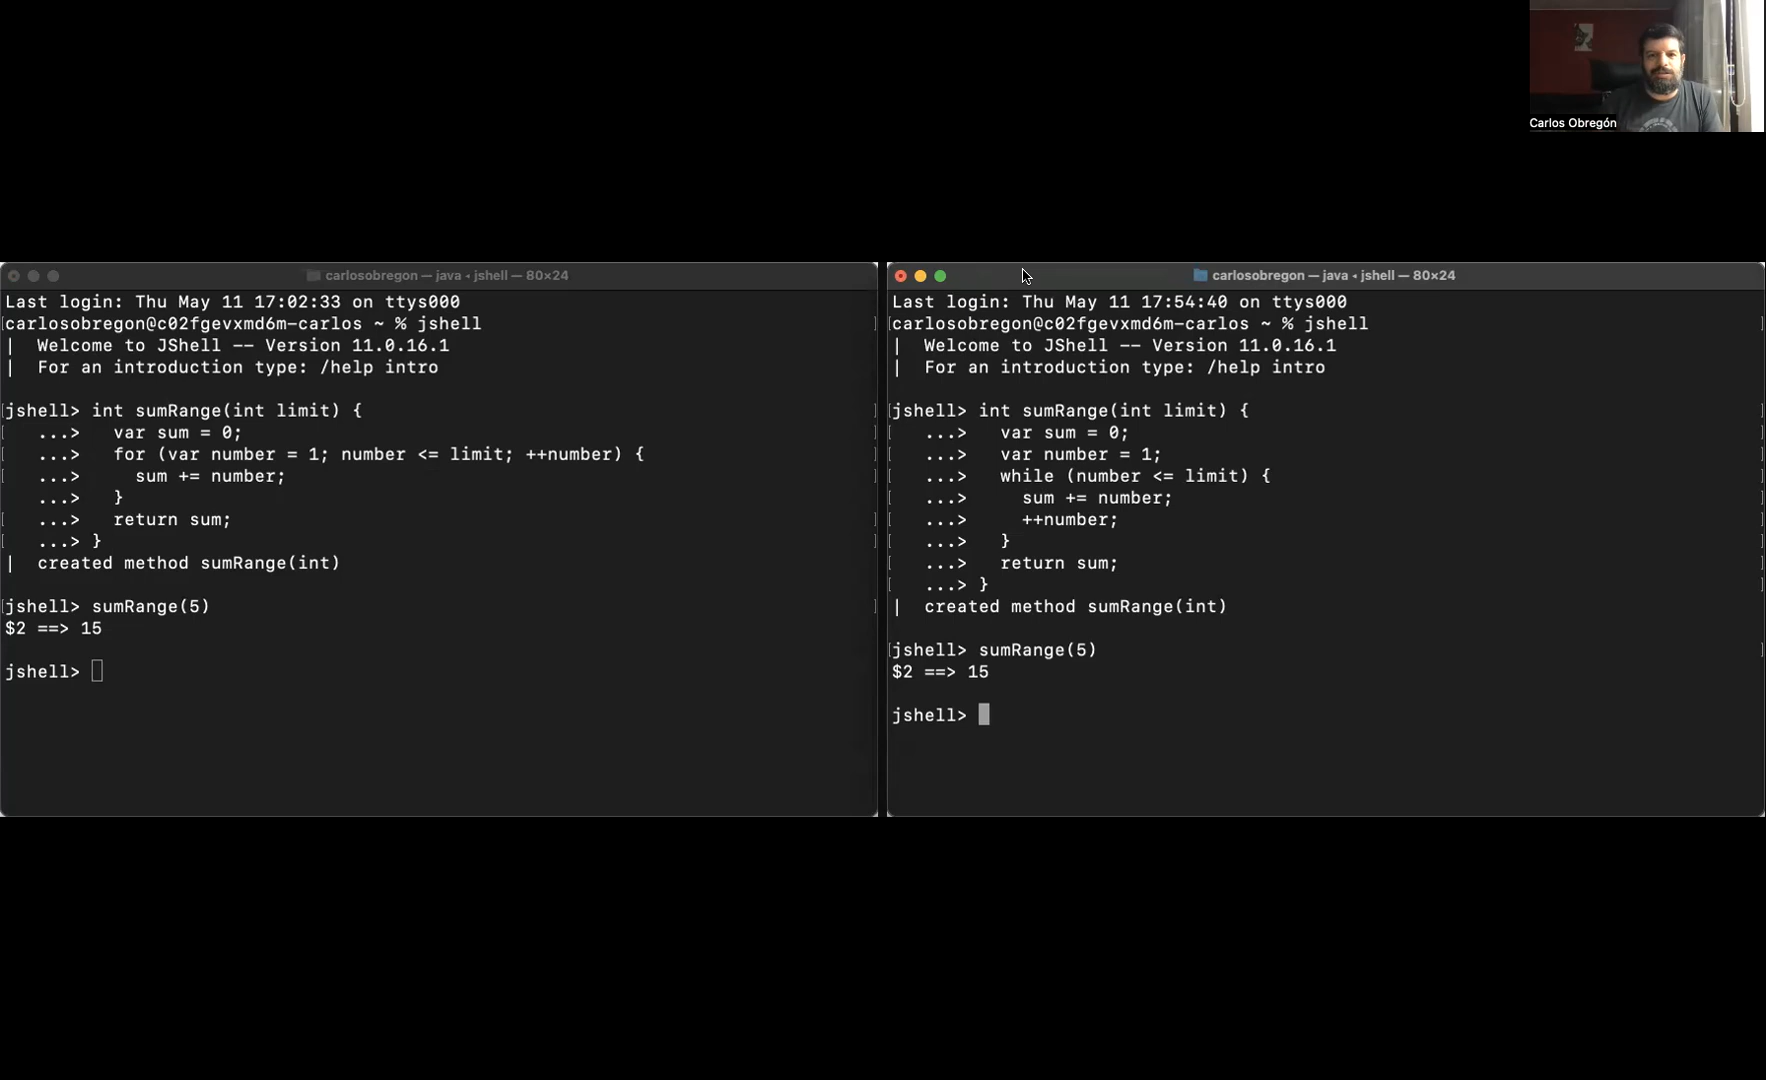 Carlos Obregón
carlosobregon — java ◂ jshell — 80×24
Last login: Thu May 11 17:02:33 on ttys000
carlosobregon@c02fgevxmd6m-carlos ~ % jshell
|  Welcome to JShell -- Version 11.0.16.1
|  For an introduction type: /help intro
jshell> int sumRange(int limit) {
   ...>   var sum = 0;
   ...>   for (var number = 1; number <= limit; ++number) {
   ...>     sum += number;
   ...>   }
   ...>   return sum;
   ...> }
|  created method sumRange(int)
jshell> sumRange(5)
$2 ==> 15
jshell>
carlosobregon — java ◂ jshell — 80×24
Last login: Thu May 11 17:54:40 on ttys000
carlosobregon@c02fgevxmd6m-carlos ~ % jshell
|  Welcome to JShell -- Version 11.0.16.1
|  For an introduction type: /help intro
jshell> int sumRange(int limit) {
   ...>   var sum = 0;
   ...>   var number = 1;
   ...>   while (number <= limit) {
   ...>     sum += number;
   ...>     ++number;
   ...>   }
   ...>   return sum;
   ...> }
|  created method sumRange(int)
jshell> sumRange(5)
$2 ==> 15
jshell>